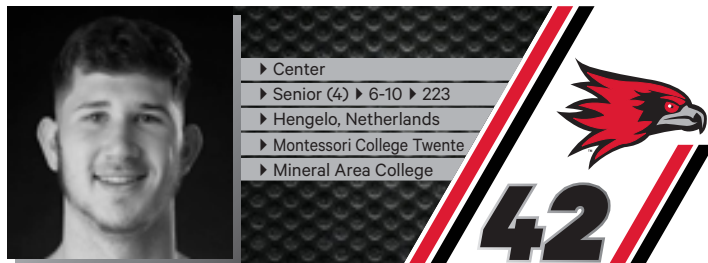 Center
Senior (4) 6-10 223
Hengelo, Netherlands
Montessori College Twente
Mineral Area College
42